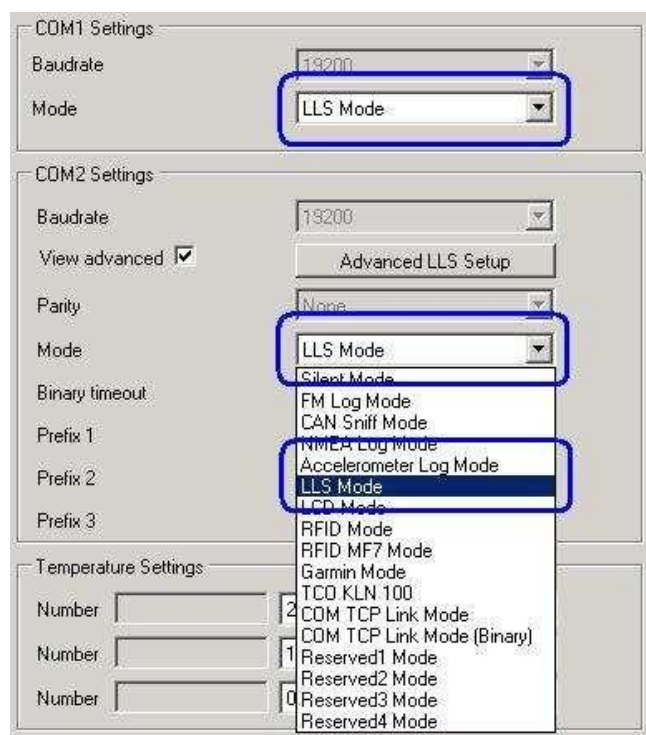 COM1 Settings
Baudrate 19200
Mode LLS Mode
COM2 Settings
Baudrate 19200
View advanced Advanced LLS Setup
Parity None
Mode LLS Mode
Binary timeout
Prefix 1
Prefix 2
Prefix 3
Silent Mode
FM Log Mode
CAN Sniff Mode
NMEA Log Mode
Accelerometer Log Mode
LLS Mode
LCD Mode
RFID Mode
RFID MF7 Mode
Garmin Mode
TCO KLN 100
COM TCP Link Mode
COM TCP Link Mode (Binary)
Reserved1 Mode
Reserved2 Mode
Reserved3 Mode
Reserved4 Mode
Temperature Settings
Number 2
Number 1
Number 0